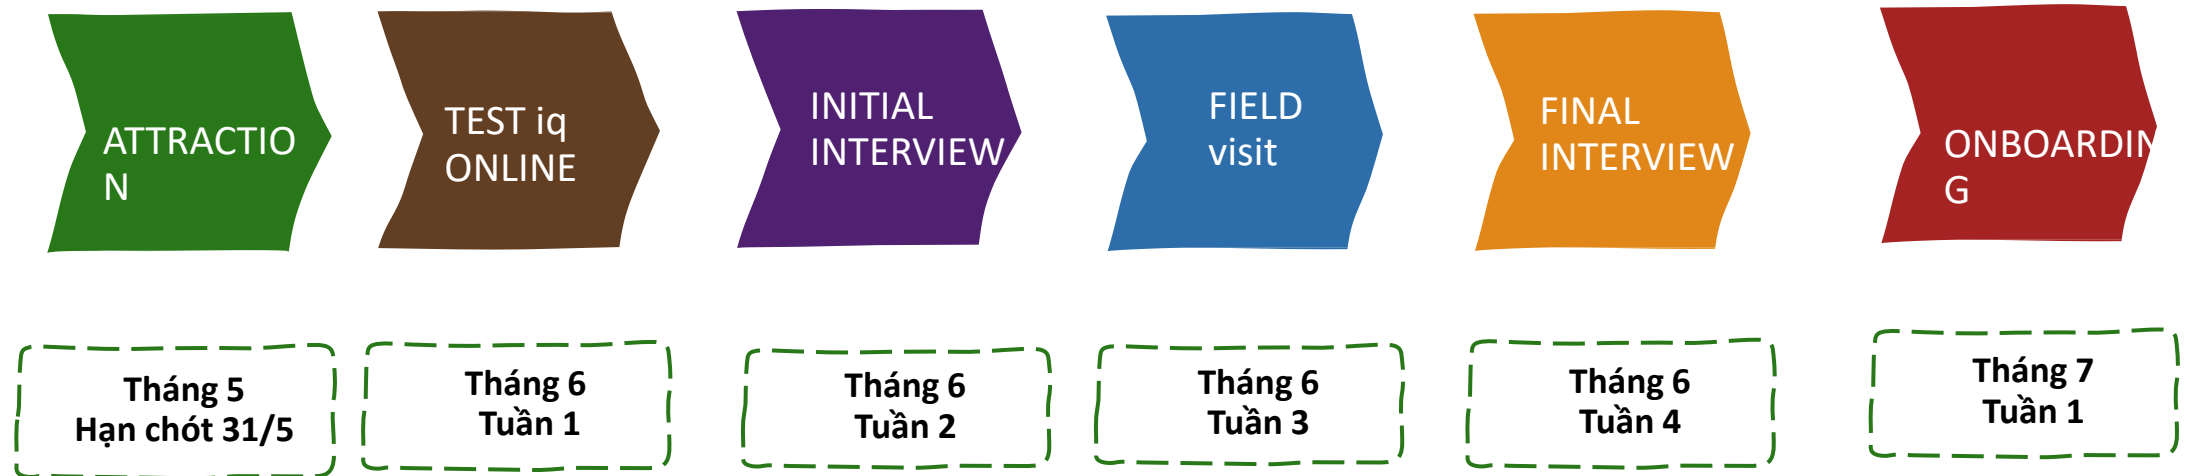 ATTRACTIO
N
TEST iq
ONLINE
INITIAL
INTERVIEW
FIELD
visit
FINAL
INTERVIEW
ONBOARDIN
G
Tháng 5
Hạn chót 31/5
Tháng 6
Tuần 1
Tháng 6
Tuần 2
Tháng 6
Tuần 3
Tháng 6
Tuần 4
Tháng 7
Tuần 1